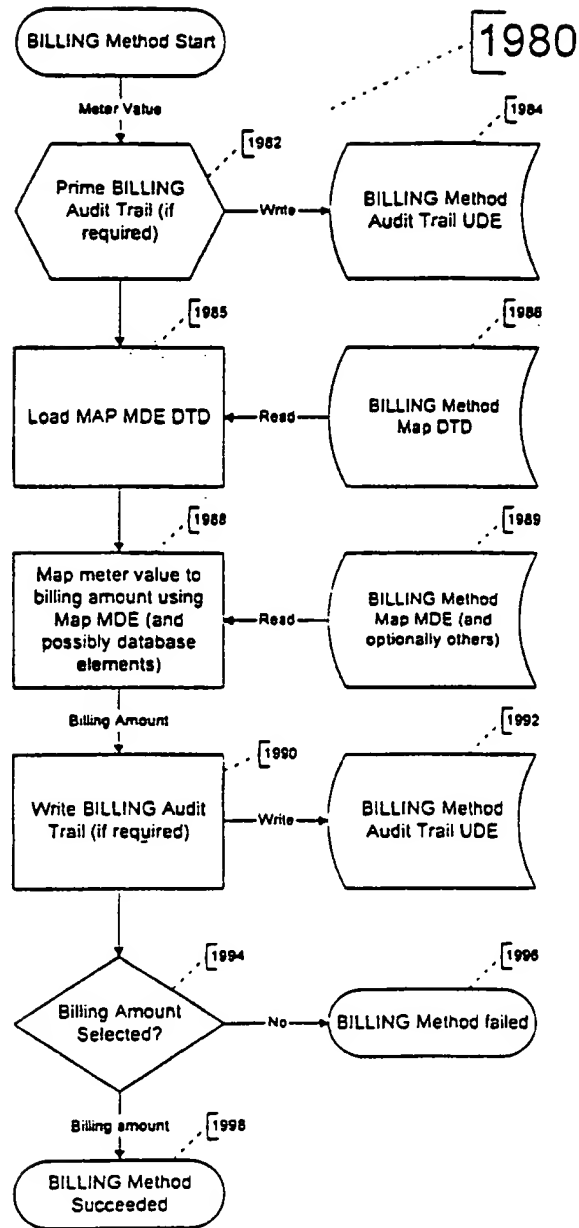 BILLING Method Start
1980
Meter Value
1982
1984
Prime BILLING
Audit Trail (if
required)
Write
BILLING Method
Audit Trail UDE
1985
1986
Load MAP MDE DTD
Read
BILLING Method
Map DTD
1988
1989
Map meter value to
billing amount using
Map MDE (and
possibly database
elements)
Read
BILLING Method
Map MDE (and
optionally others)
Billing Amount
1990
1992
Write BILLING Audit
Trail (if required)
Write
BILLING Method
Audit Trail UDE
1994
1996
Billing Amount
Selected?
No
BILLING Method failed
Billing amount
1998
BILLING Method
Succeeded